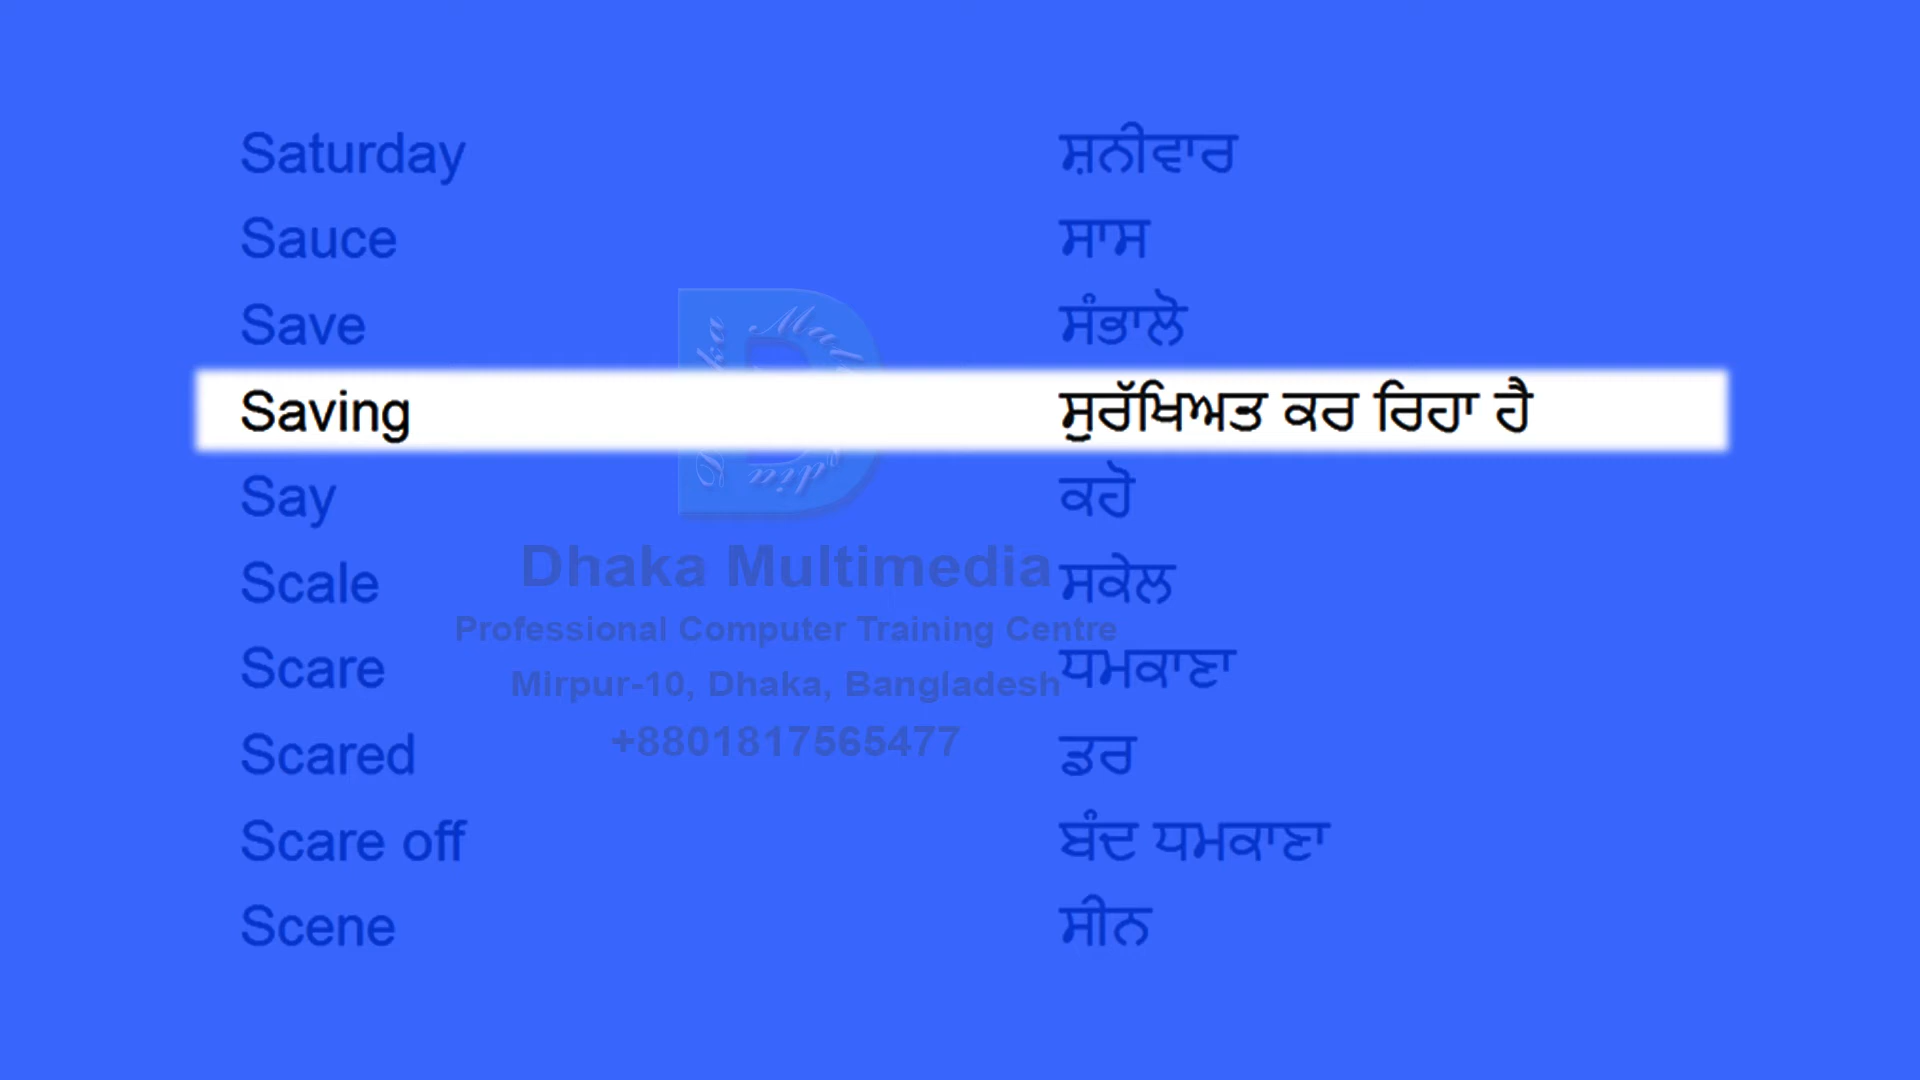 Saturday ਸ਼ਨੀਵਾਰ
Sauce ਸਾਸ
Save ਸੰਭਾਲੋ
Saving ਸੁਰੱਖਿਅਤ ਕਰ ਰਿਹਾ ਹੈ
Say ਕਹੋ
Dhaka Multimedia
Scale ਸਕੇਲ
Professional Computer Training Centre
Scare ਧਮਕਾਣਾ
Mirpur-10, Dhaka, Bangladesh
+8801817565477
Scared ਡਰ
Scare off ਬੰਦ ਧਮਕਾਣਾ
Scene ਸੀਨ